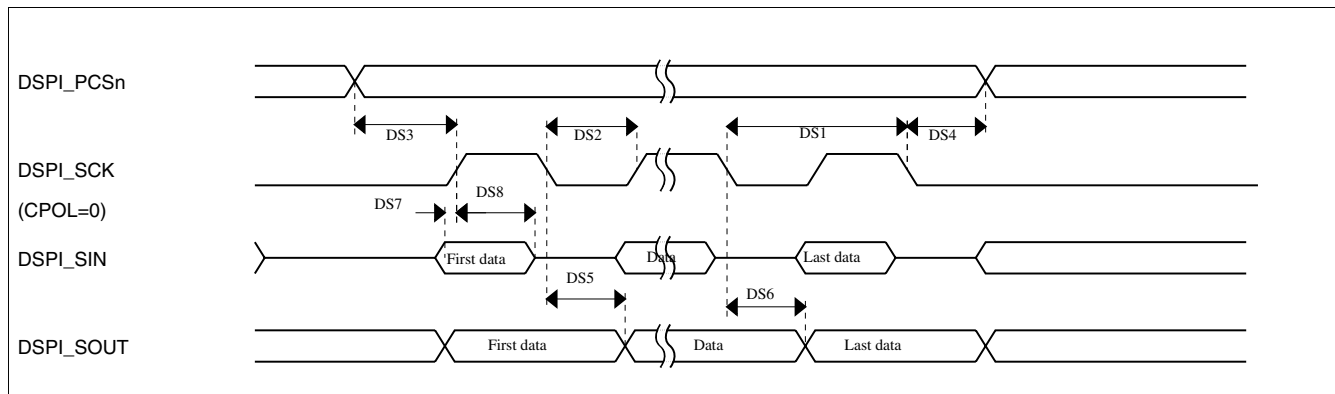 DSPI_PCSn
DS3
DS2
DS1
DS4
DSPI_SCK
(CPOL=0)
DS7
DS8
DSPI_SIN
First data
Data
Last data
DS5
DS6
DSPI_SOUT
First data
Data
Last data